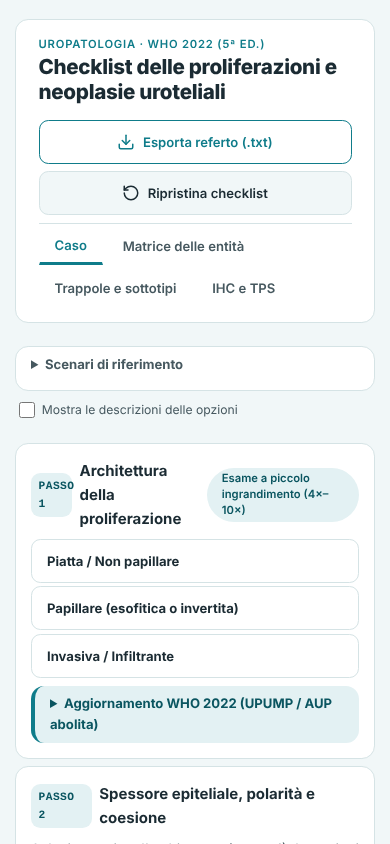 UROPATOLOGIA · WHO 2022 (5ª ED.)
Checklist delle proliferazioni e
neoplasie uroteliali
Esporta referto (.txt)
Ripristina checklist
Caso
Matrice delle entità
Trappole e sottotipi
IHC e TPS
Scenari di riferimento
Mostra le descrizioni delle opzioni
PASSO
1
Architettura
della
proliferazione
Esame a piccolo
ingrandimento (4×–
10×)
Piatta / Non papillare
Papillare (esofitica o invertita)
Invasiva / Infiltrante
Aggiornamento WHO 2022 (UPUMP / AUP
abolita)
PASSO
2
Spessore epiteliale, polarità e
coesione